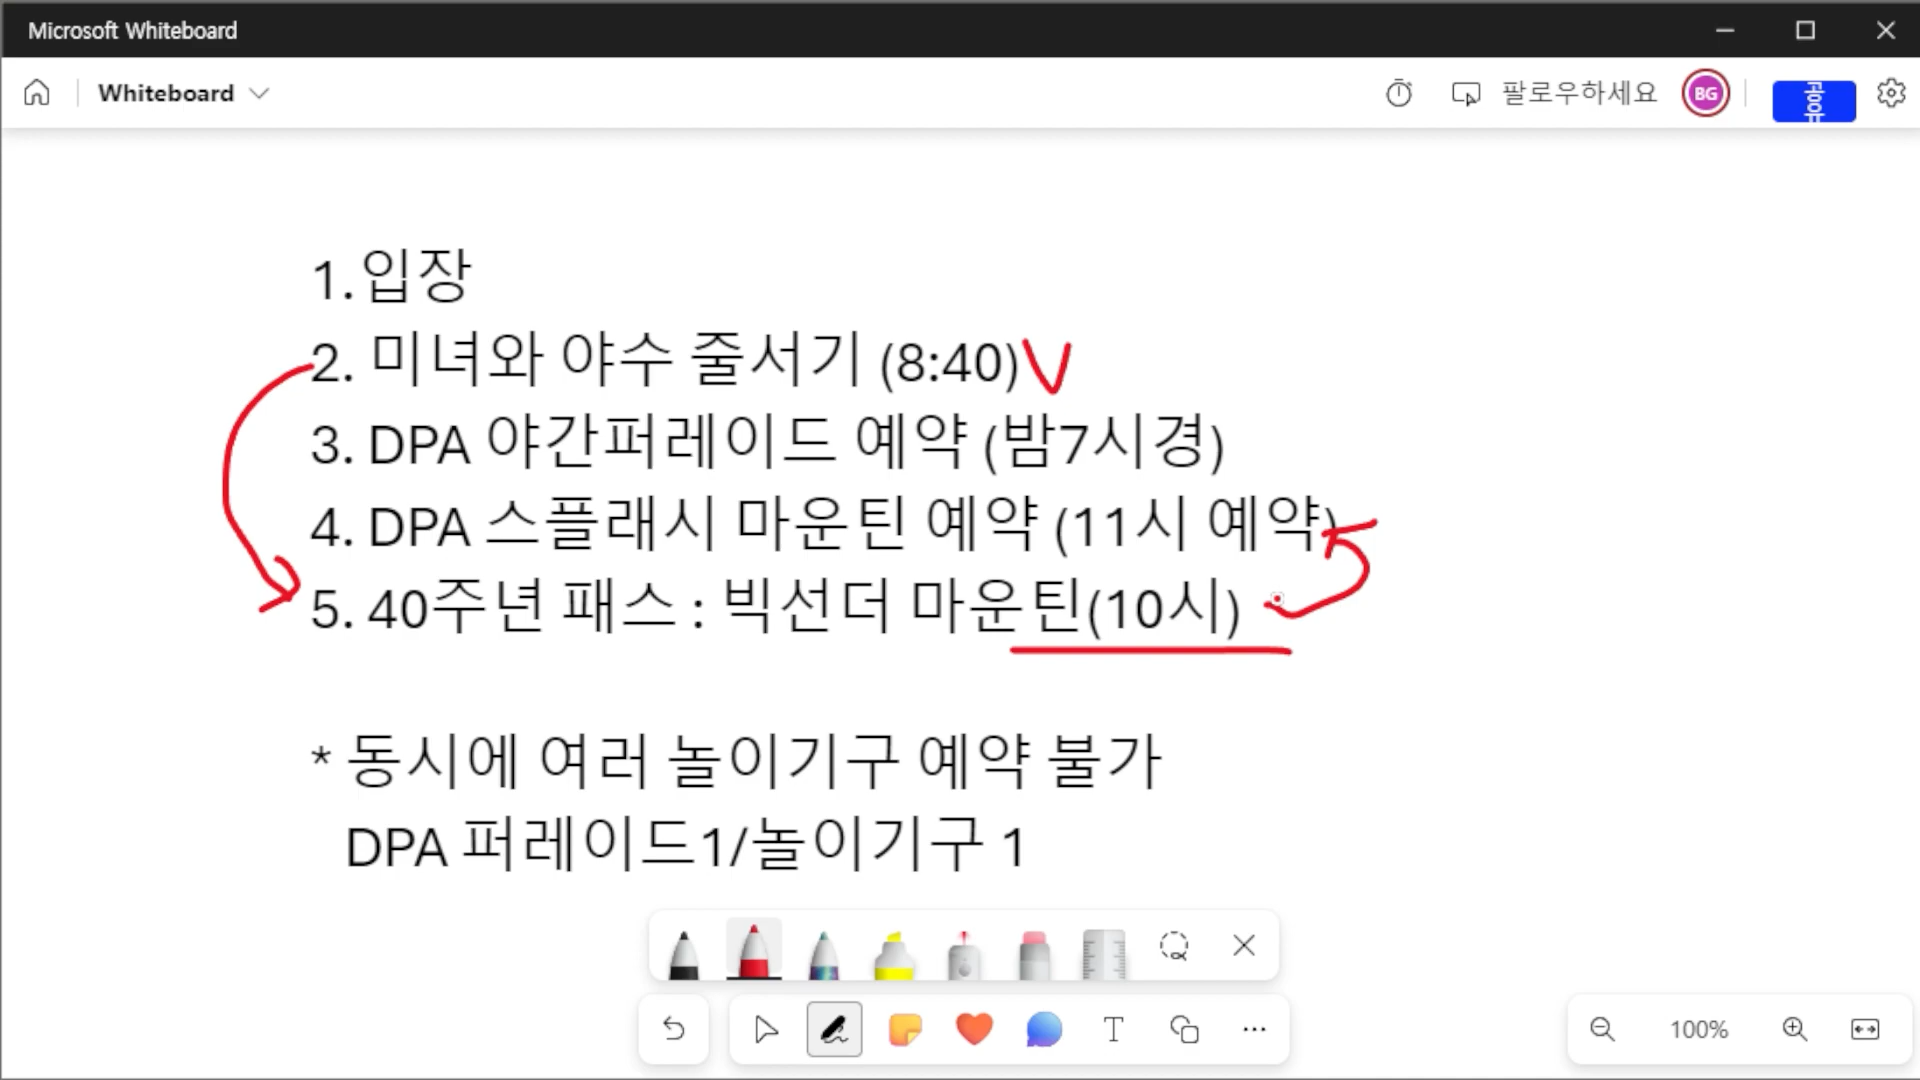 Microsoft Whiteboard
Whiteboard
팔로우하세요
BG
공유
1. 입장
2. 미녀와 야수 줄서기 (8:40)
3. DPA 야간퍼레이드 예약 (밤7시경)
4. DPA 스플래시 마운틴 예약 (11시 예약)
5. 40주년 패스 : 빅선더 마운틴(10시)
* 동시에 여러 놀이기구 예약 불가
DPA 퍼레이드1/놀이기구 1
100%